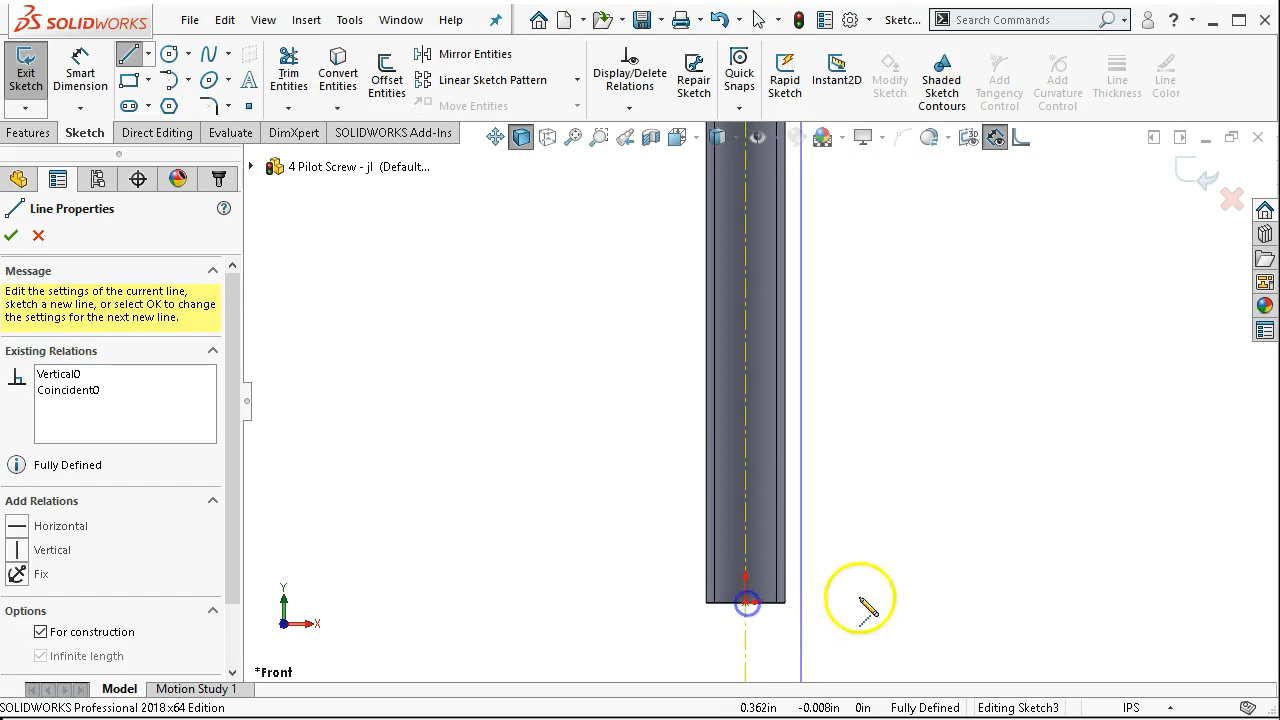 SOLIDWORKS
File Edit View Insert Tools Window Help
Sketc...
Search Commands
Exit Sketch
Smart Dimension
Trim Entities
Convert Entities
Offset Entities
Mirror Entities
Linear Sketch Pattern
Move Entities
Display/Delete Relations
Repair Sketch
Quick Snaps
Rapid Sketch
Instant2D
Modify Sketch
Shaded Sketch Contours
Add Tangency Control
Add Curvature Control
Line Thickness
Line Color
Sketch Direct Editing Evaluate DimXpert SOLIDWORKS Add-Ins
4 Pilot Screw - jl (Default...
Line Properties
Message
Edit the settings of the current line, sketch a new line, or select OK to change the settings for the next new line.
Existing Relations
Vertical0
Coincident0
Fully Defined
Add Relations
Horizontal
Vertical
Fix
Options
For construction
Infinite length
Y
X
*Front
Model Motion Study 1
SOLIDWORKS Professional 2018 x64 Edition
0.362in -0.008in 0in Fully Defined Editing Sketch3 IPS